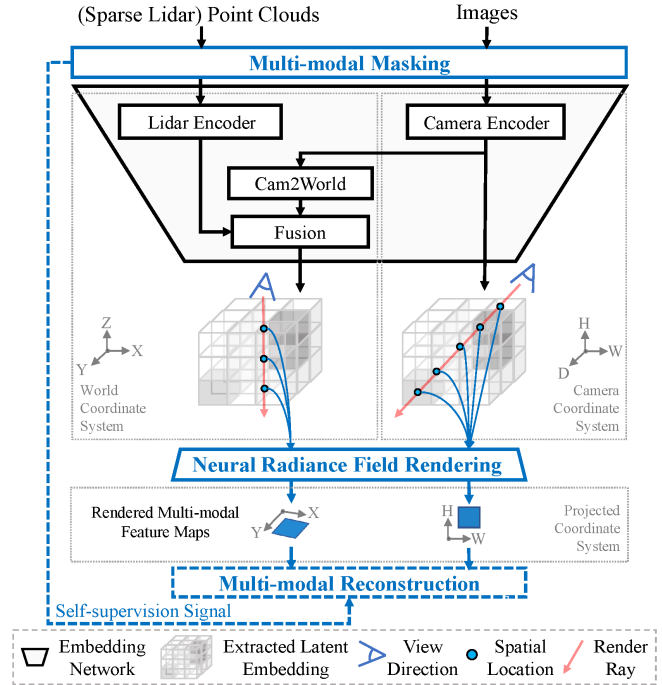 (Sparse Lidar) Point Clouds
Images
Multi-modal Masking
Lidar Encoder
Camera Encoder
Cam2World
Fusion
Z
X
Y
World
Coordinate
System
H
W
D
Camera
Coordinate
System
Neural Radiance Field Rendering
Rendered Multi-modal
Feature Maps
X
Y
H
W
Projected
Coordinate
System
Multi-modal Reconstruction
Self-supervision Signal
Embedding
Network
Extracted Latent
Embedding
View
Direction
Spatial
Location
Render
Ray